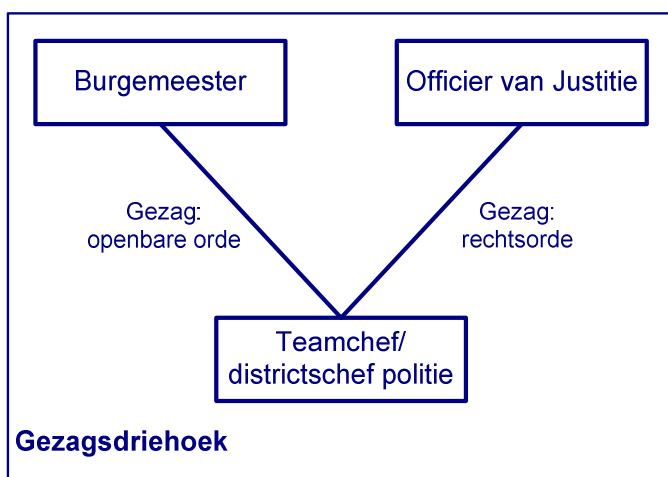 Burgemeester
Officier van Justitie
Gezag:
openbare orde
Gezag:
rechtsorde
Teamchef/
districtschef politie
Gezagsdriehoek